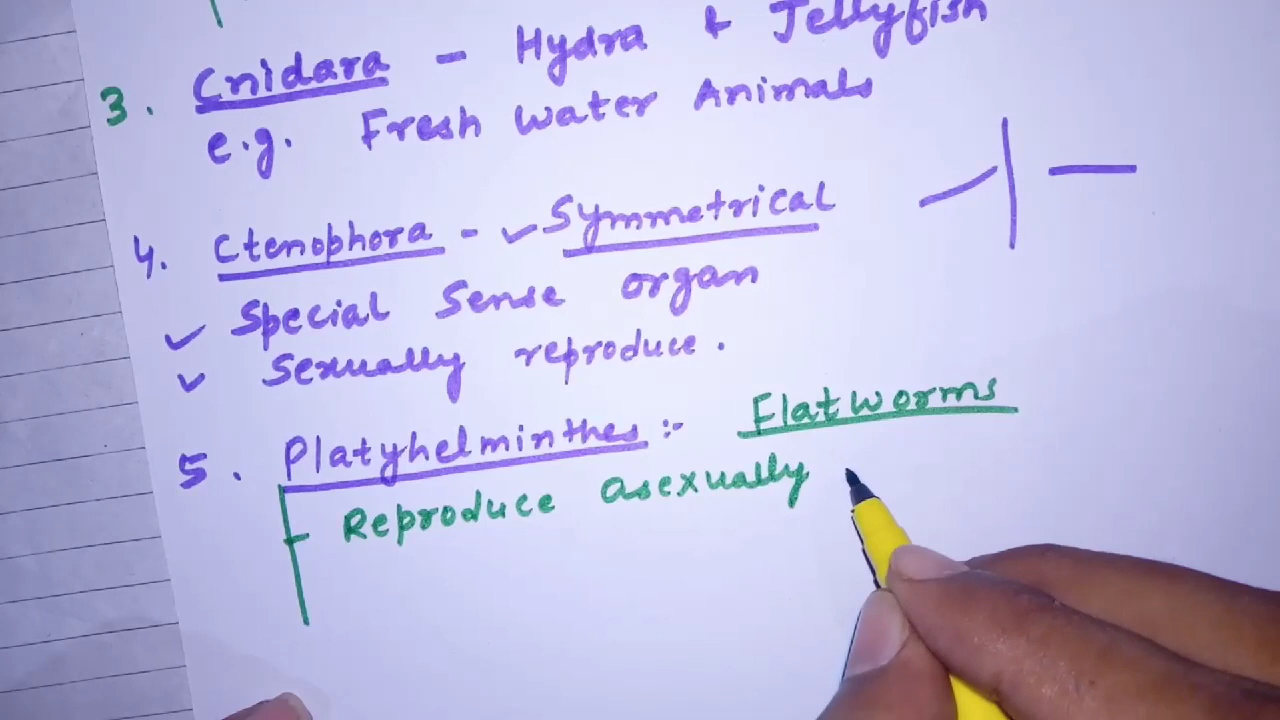 3. Cnidara - Hydra & Jellyfish
e.g. Fresh water Animals
4. Ctenophora - ✓ Symmetrical
✓ Special Sense organ
✓ Sexually reproduce.
5. Platyhelminthes :- Flatworms
- Reproduce asexually